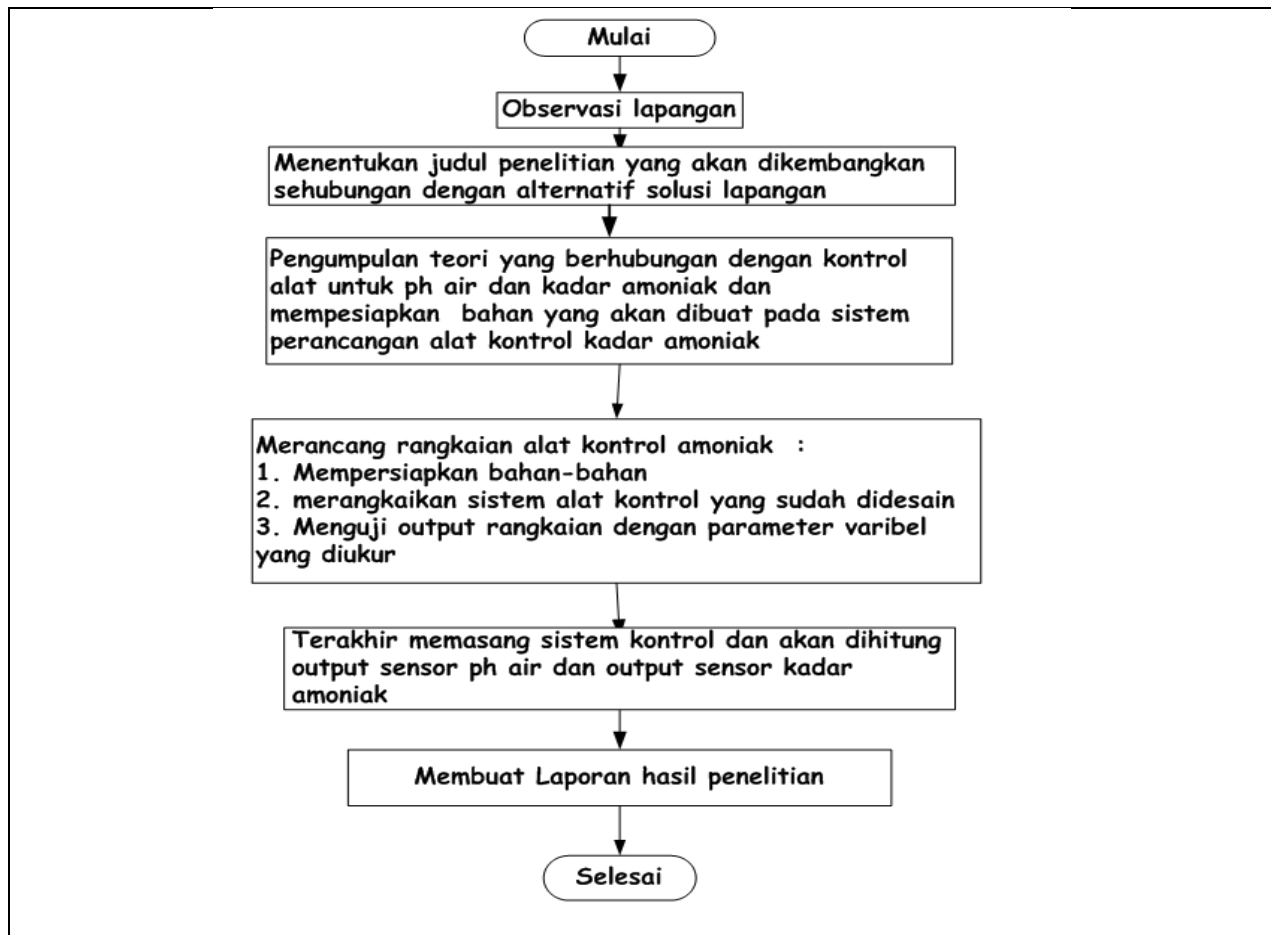 Mulai
Observasi lapangan
Menentukan judul penelitian yang akan dikembangkan
sehubungan dengan alternatif solusi lapangan
Pengumpulan teori yang berhubungan dengan kontrol
alat untuk ph air dan kadar amoniak dan
mempesiapkan bahan yang akan dibuat pada sistem
perancangan alat kontrol kadar amoniak
Merancang rangkaian alat kontrol amoniak :
1. Mempersiapkan bahan-bahan
2. merangkaikan sistem alat kontrol yang sudah didesain
3. Menguji output rangkaian dengan parameter varibel
yang diukur
Terakhir memasang sistem kontrol dan akan dihitung
output sensor ph air dan output sensor kadar
amoniak
Membuat Laporan hasil penelitian
Selesai